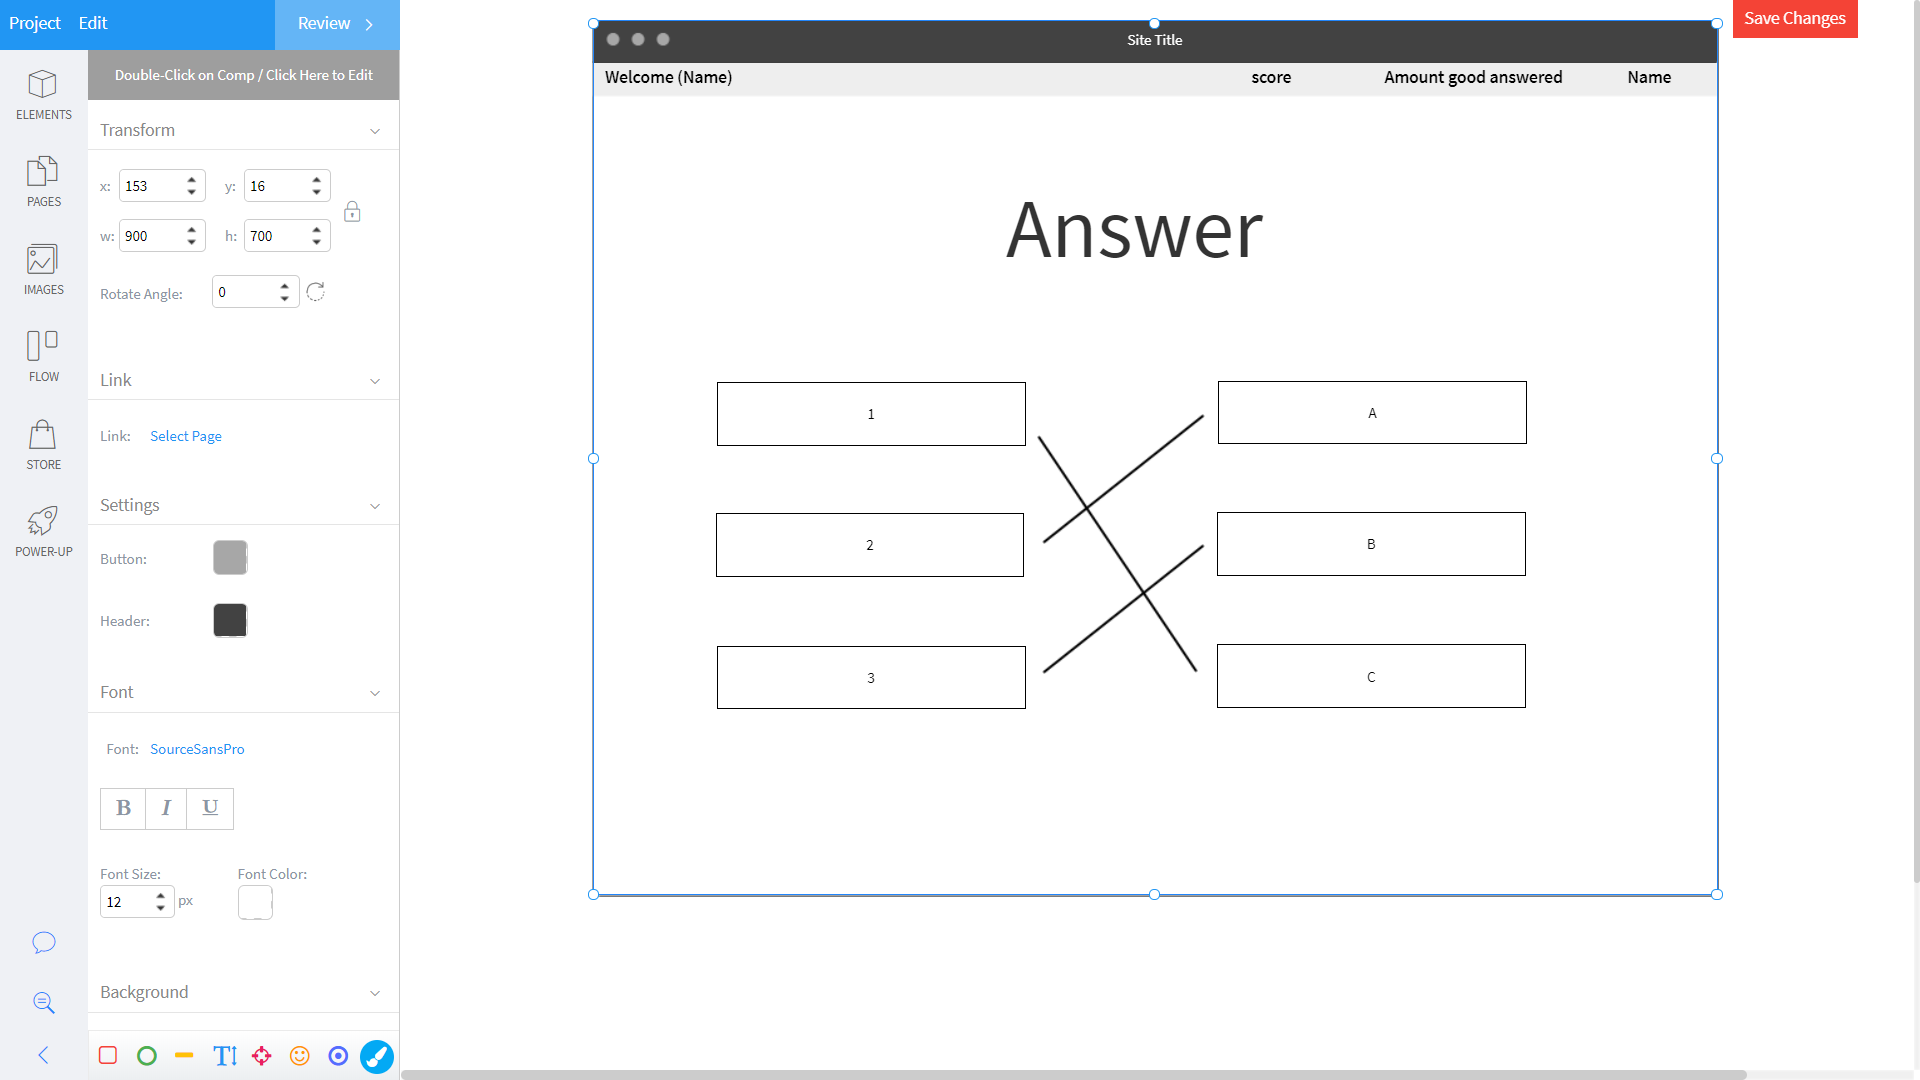 Project Edit Review
Save Changes
Double-Click on Comp / Click Here to Edit
ELEMENTS
PAGES
IMAGES
FLOW
STORE
POWER-UP
Transform
x: 153 y: 16
w: 900 h: 700
Rotate Angle: 0
Link
Link: Select Page
Settings
Button:
Header:
Font
Font: SourceSansPro
B I U
Font Size: Font Color:
12 px
Background
T
Site Title
Welcome (Name) score Amount good answered Name
Answer
1 A
2 B
3 C